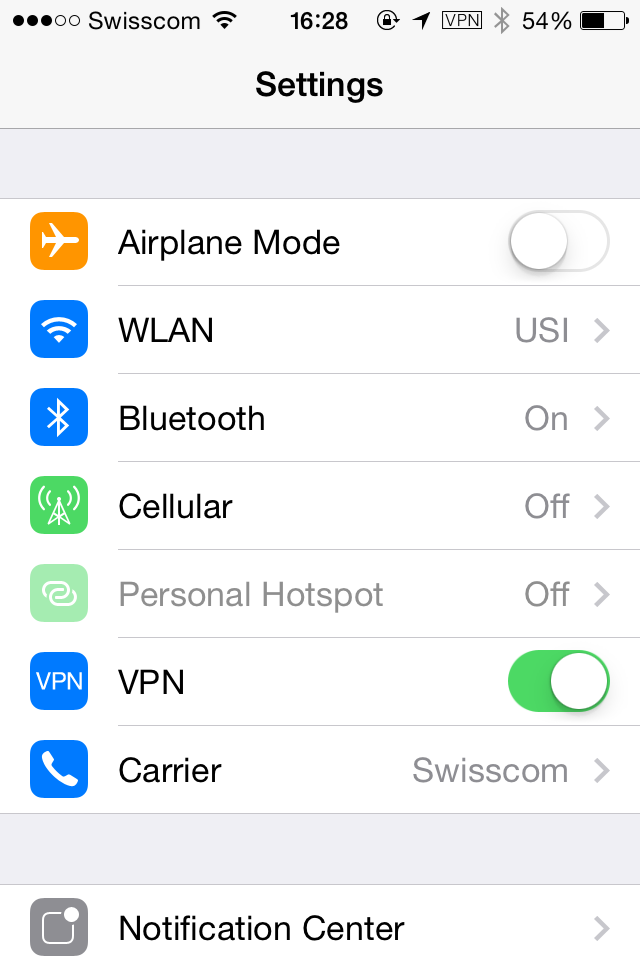 Swisscom 16:28 VPN 54%
Settings
Airplane Mode
WLAN USI
Bluetooth On
Cellular Off
Personal Hotspot Off
VPN VPN
Carrier Swisscom
Notification Center